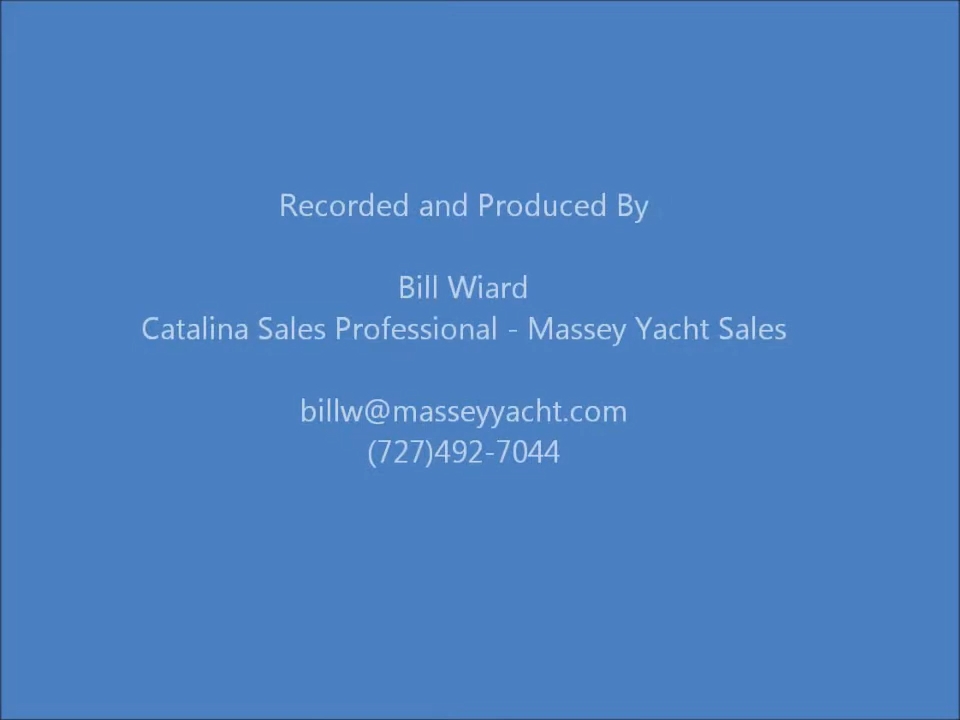 Recorded and Produced By
Bill Wiard
Catalina Sales Professional - Massey Yacht Sales
billw@masseyyacht.com
(727)492-7044